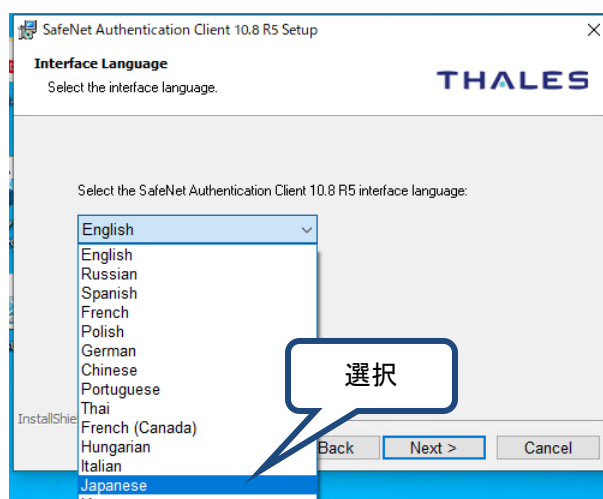 SafeNet Authentication Client 10.8 R5 Setup
Interface Language
Select the interface language.
THALES
Select the SafeNet Authentication Client 10.8 R5 interface language:
English
English
Russian
Spanish
French
Polish
German
Chinese
Portuguese
Thai
French (Canada)
Hungarian
Italian
Japanese
選択
InstallShie
Back
Next >
Cancel